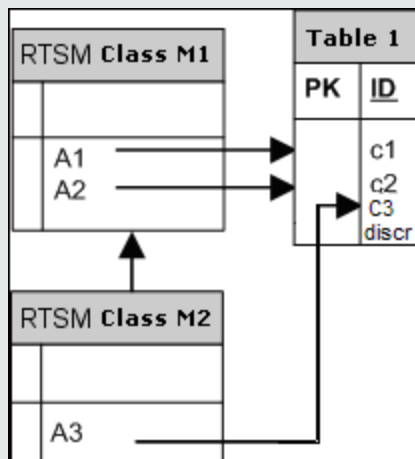 RTSM Class M1
A1
A2
Table 1
PK ID
c1
c2
C3
discr
RTSM Class M2
A3